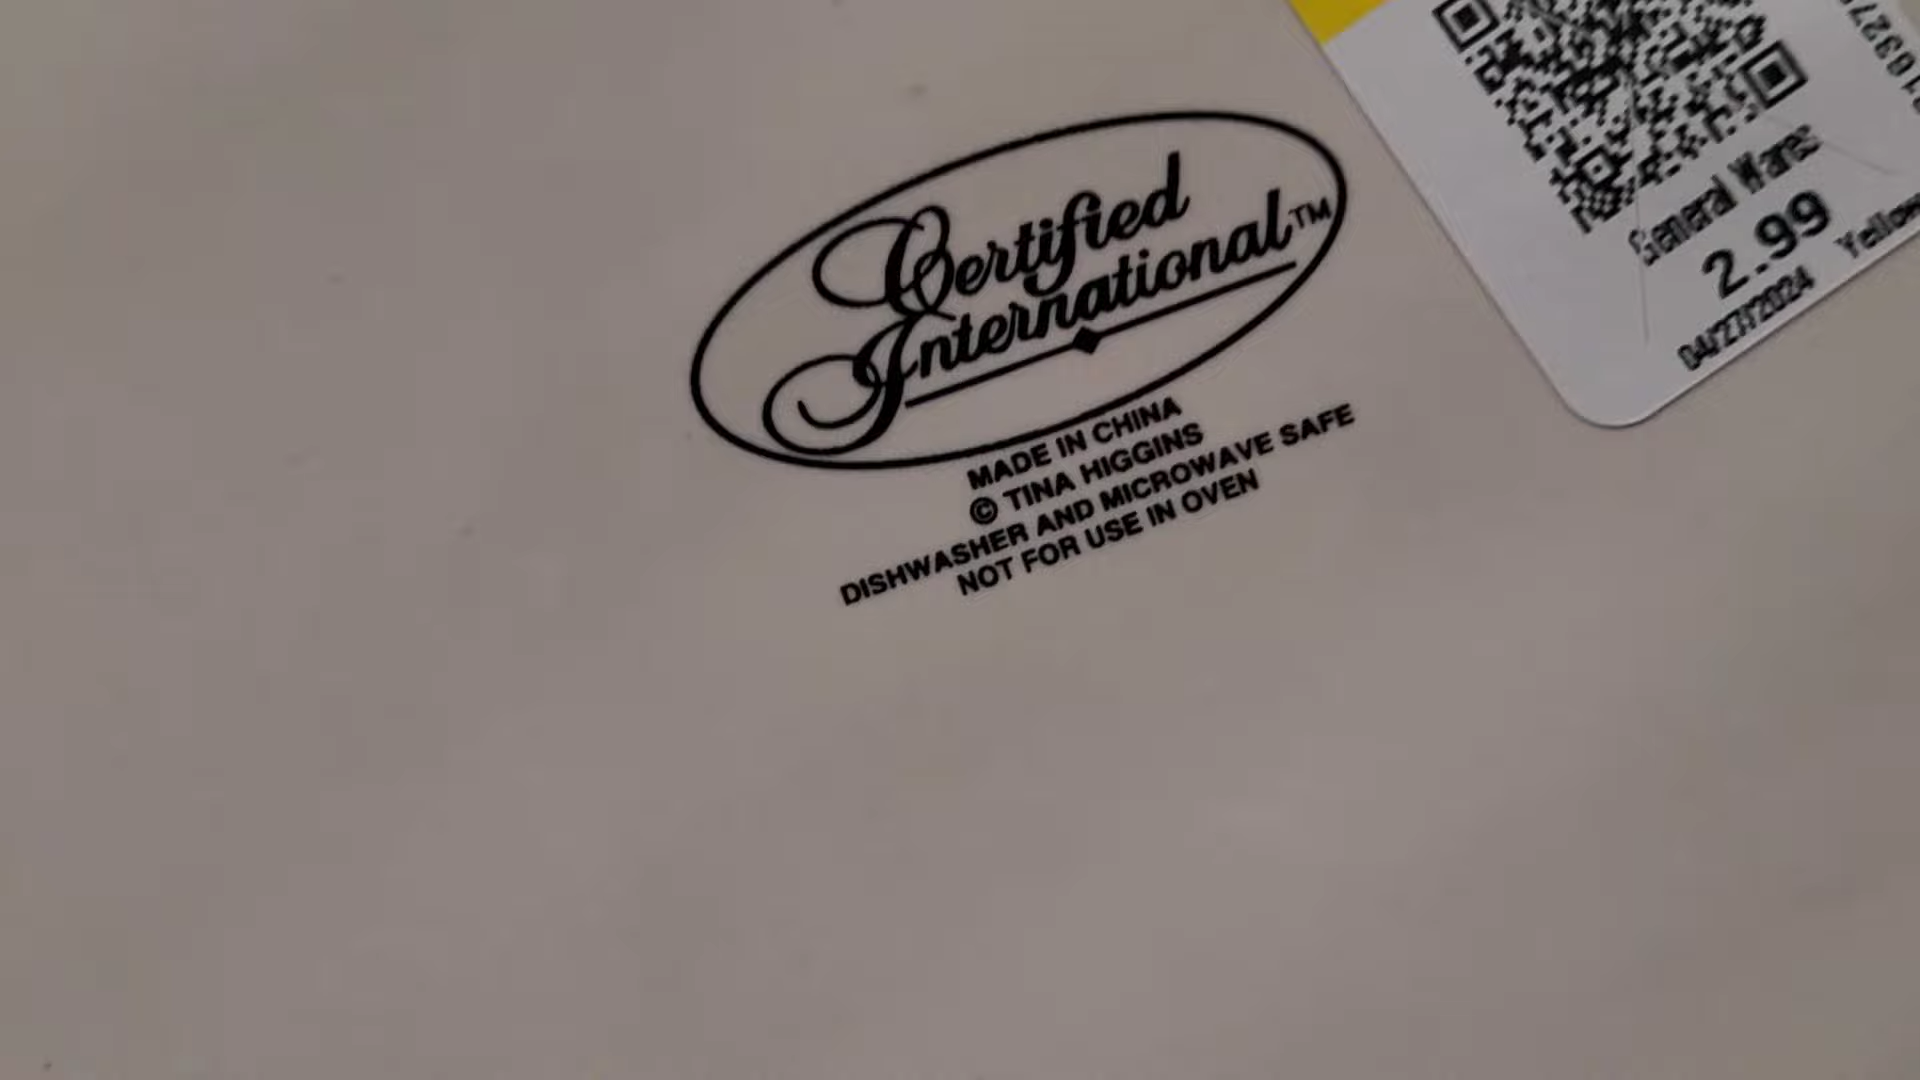 Certified
International™
MADE IN CHINA
© TINA HIGGINS
DISHWASHER AND MICROWAVE SAFE
NOT FOR USE IN OVEN
General Wares
2.99
04/27/2024 Yellow